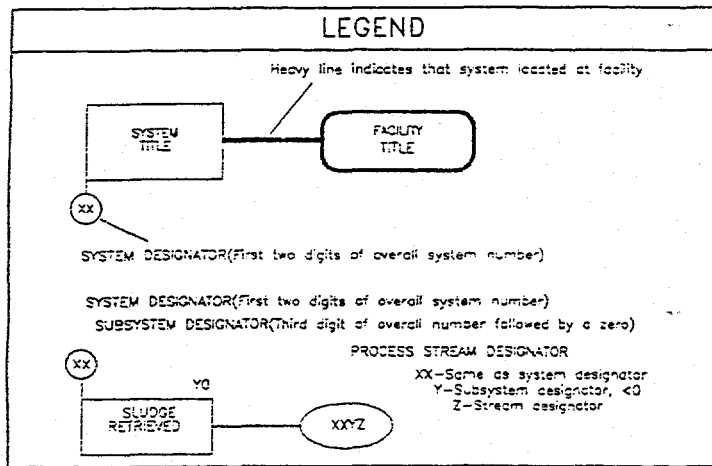 LEGEND
Heavy line indicates that system located at facility
SYSTEM
TITLE
FACILITY
TITLE
XX
SYSTEM DESIGNATOR(First two digits of overall system number)
SYSTEM DESIGNATOR(First two digits of overall system number)
SUBSYSTEM DESIGNATOR(Third digit of overall number followed by a zero)
PROCESS STREAM DESIGNATOR
XX
XX-Same as system designator
Y-Subsystem designator, <0
Z-Stream designator
Y0
SLUDGE
RETRIEVED
XXYZ